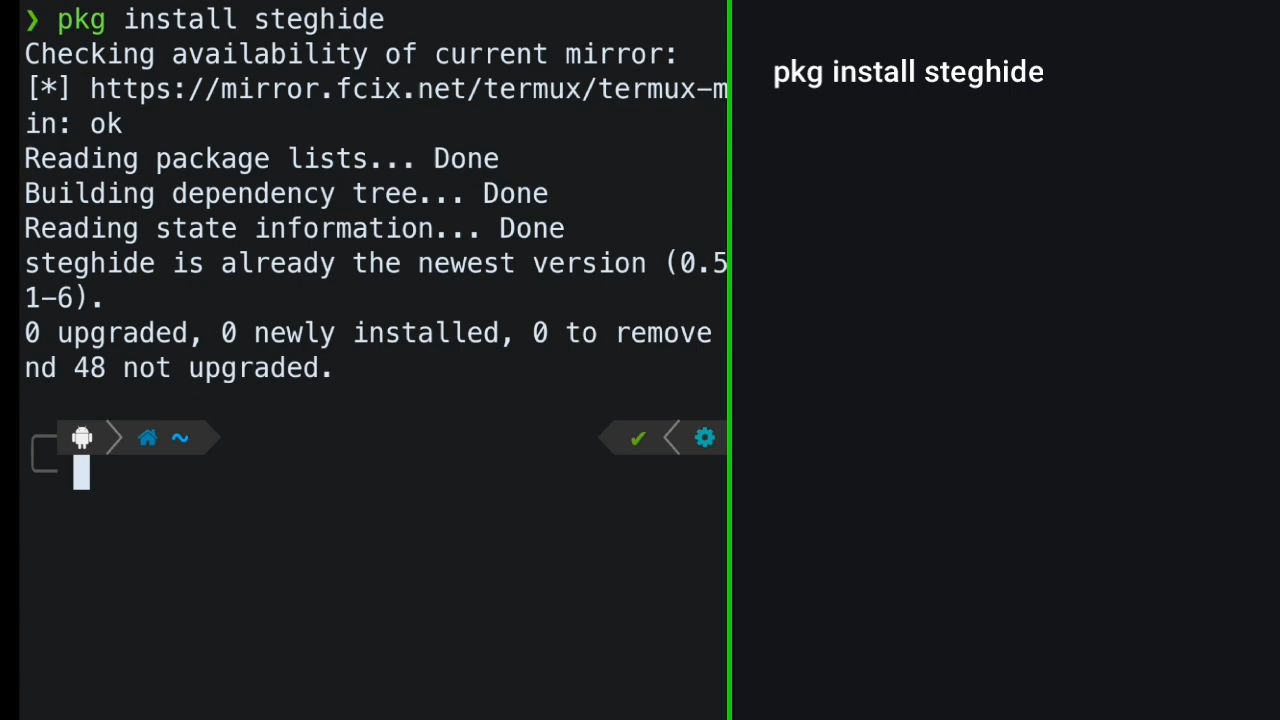 ❯ pkg install steghide
Checking availability of current mirror:
[*] https://mirror.fcix.net/termux/termux-m
in: ok
Reading package lists... Done
Building dependency tree... Done
Reading state information... Done
steghide is already the newest version (0.5
1-6).
0 upgraded, 0 newly installed, 0 to remove
nd 48 not upgraded.
~ ✔
pkg install steghide